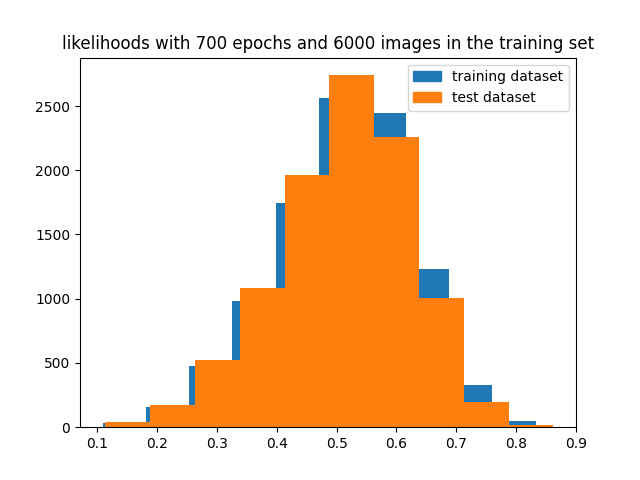 likelihoods with 700 epochs and 6000 images in the training set
training dataset
test dataset
2500
2000
1500
1000
500
0
0.1 0.2 0.3 0.4 0.5 0.6 0.7 0.8 0.9